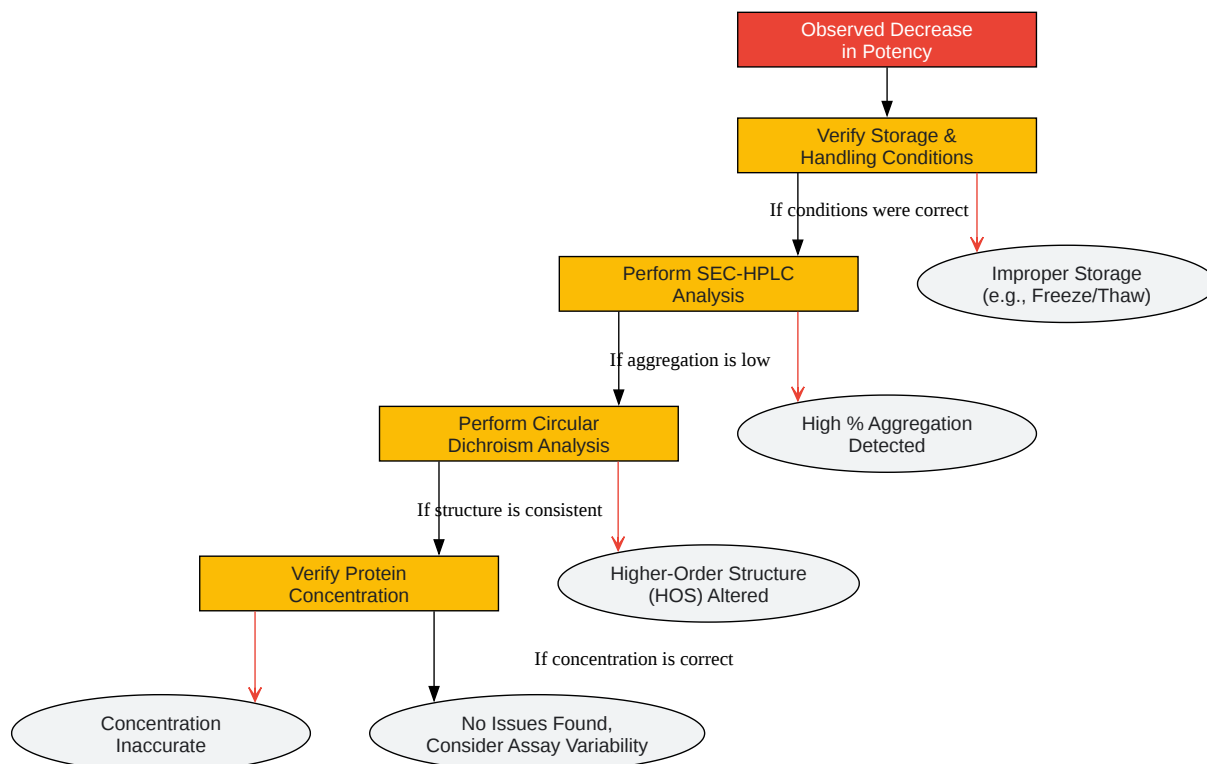 Observed Decrease
in Potency
Verify Storage &
Handling Conditions
If conditions were correct
Perform SEC-HPLC
Analysis
Improper Storage
(e.g., Freeze/Thaw)
If aggregation is low
Perform Circular
Dichroism Analysis
High % Aggregation
Detected
If structure is consistent
Verify Protein
Concentration
Higher-Order Structure
(HOS) Altered
If concentration is correct
Concentration
Inaccurate
No Issues Found,
Consider Assay Variability